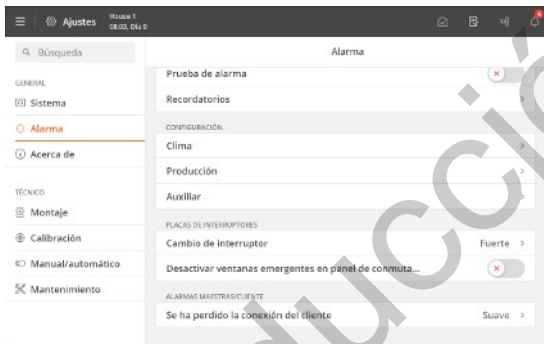 Ajustes
House 1
08:03, Día 0
Búsqueda
Alarma
GENERAL
Sistema
Alarma
Acerca de
TÉCNICO
Montaje
Calibración
Manual/automático
Mantenimiento
Prueba de alarma
Recordatorios
CONFIGURACIÓN
Clima
Producción
Auxiliar
PLACAS DE INTERRUPTORES
Cambio de interruptor Fuerte
Desactivar ventanas emergentes en panel de conmuta...
ALARMAS MAESTRAS/CLIENTE
Se ha perdido la conexión del cliente Suave